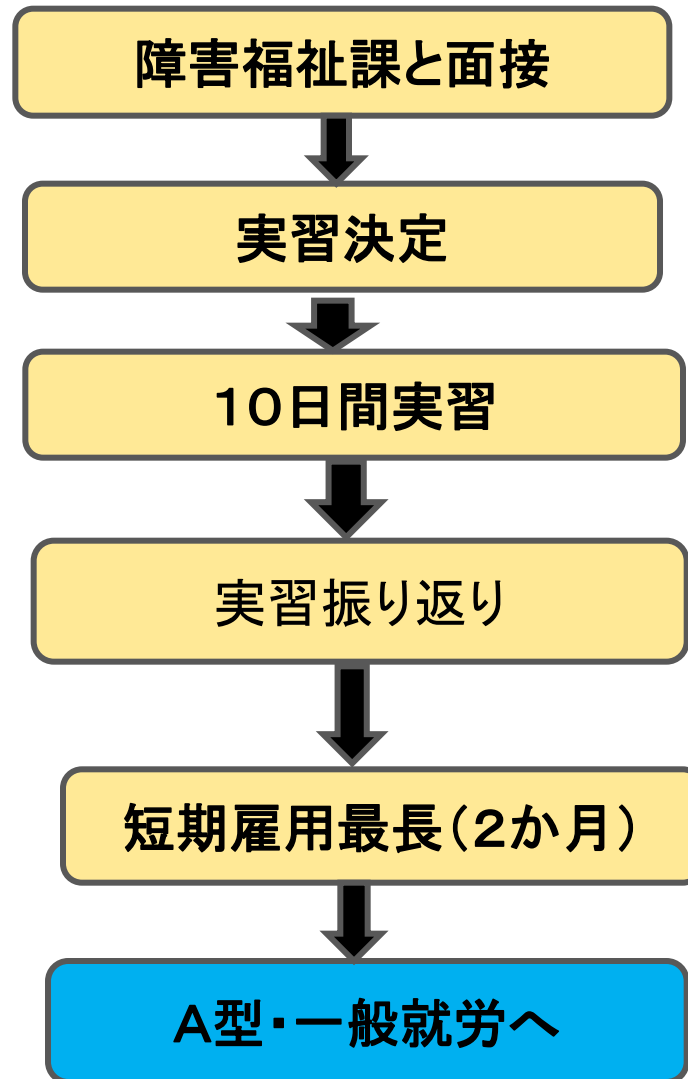 障害福祉課と面接
実習決定
１０日間実習
実習振り返り
短期雇用最長（２か月）
A型・一般就労へ